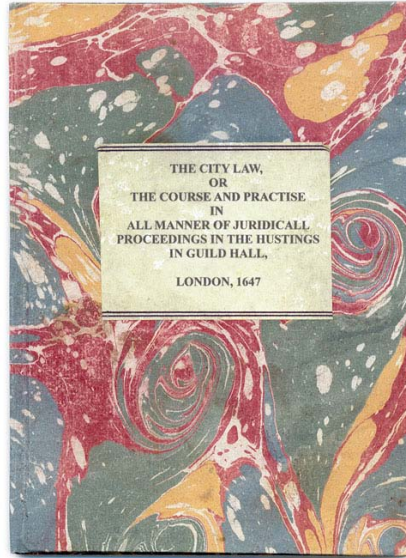 THE CITY LAW,
OR
THE COURSE AND PRACTISE
IN
ALL MANNER OF JURIDICALL
PROCEEDINGS IN THE HUSTINGS
IN GUILD HALL,
LONDON, 1647